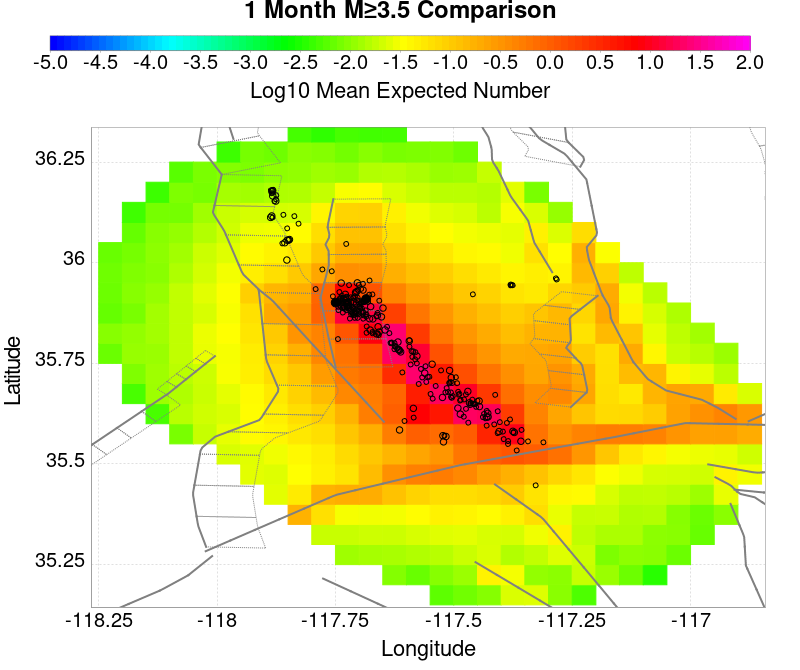 1 Month M≥3.5 Comparison
-5.0 -4.5 -4.0 -3.5 -3.0 -2.5 -2.0 -1.5 -1.0 -0.5 0.0 0.5 1.0 1.5 2.0
Log10 Mean Expected Number
36.25
36
35.75
35.5
35.25
Latitude
-118.25 -118 -117.75 -117.5 -117.25 -117
Longitude